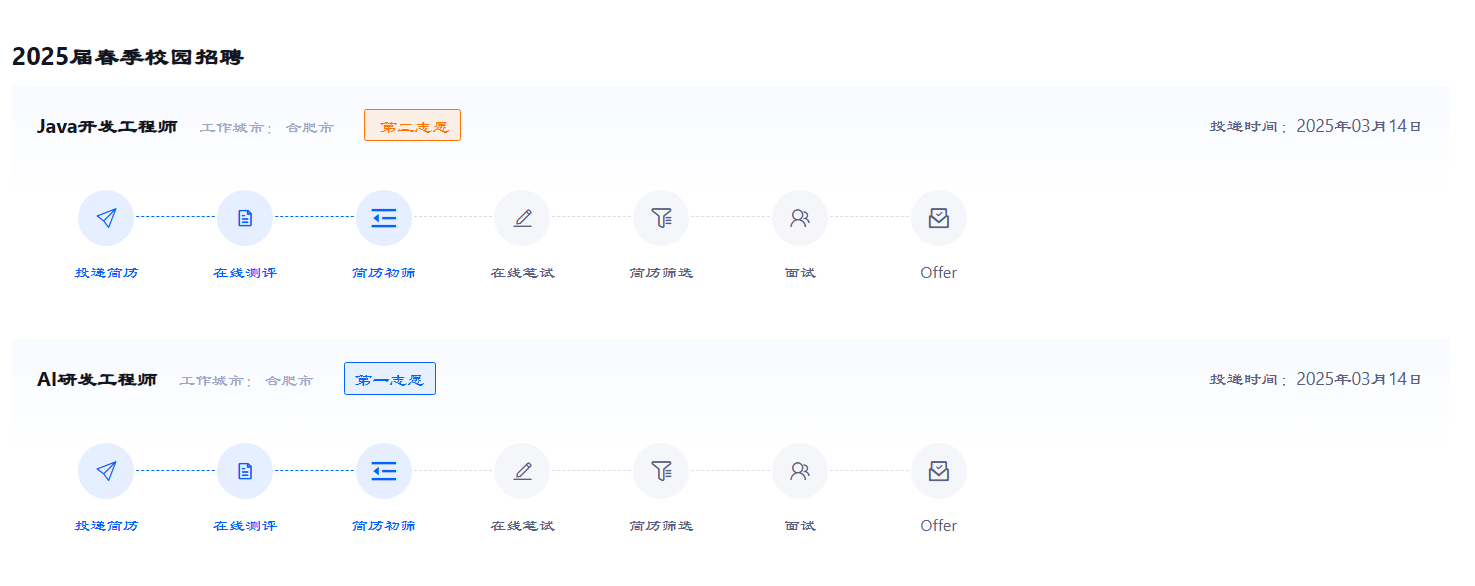 2025届春季校园招聘
Java开发工程师 工作城市：合肥市 第二志愿 投递时间：2025年03月14日
投递简历 在线测评 简历初筛 在线笔试 简历筛选 面试 Offer
AI研发工程师 工作城市：合肥市 第一志愿 投递时间：2025年03月14日
投递简历 在线测评 简历初筛 在线笔试 简历筛选 面试 Offer